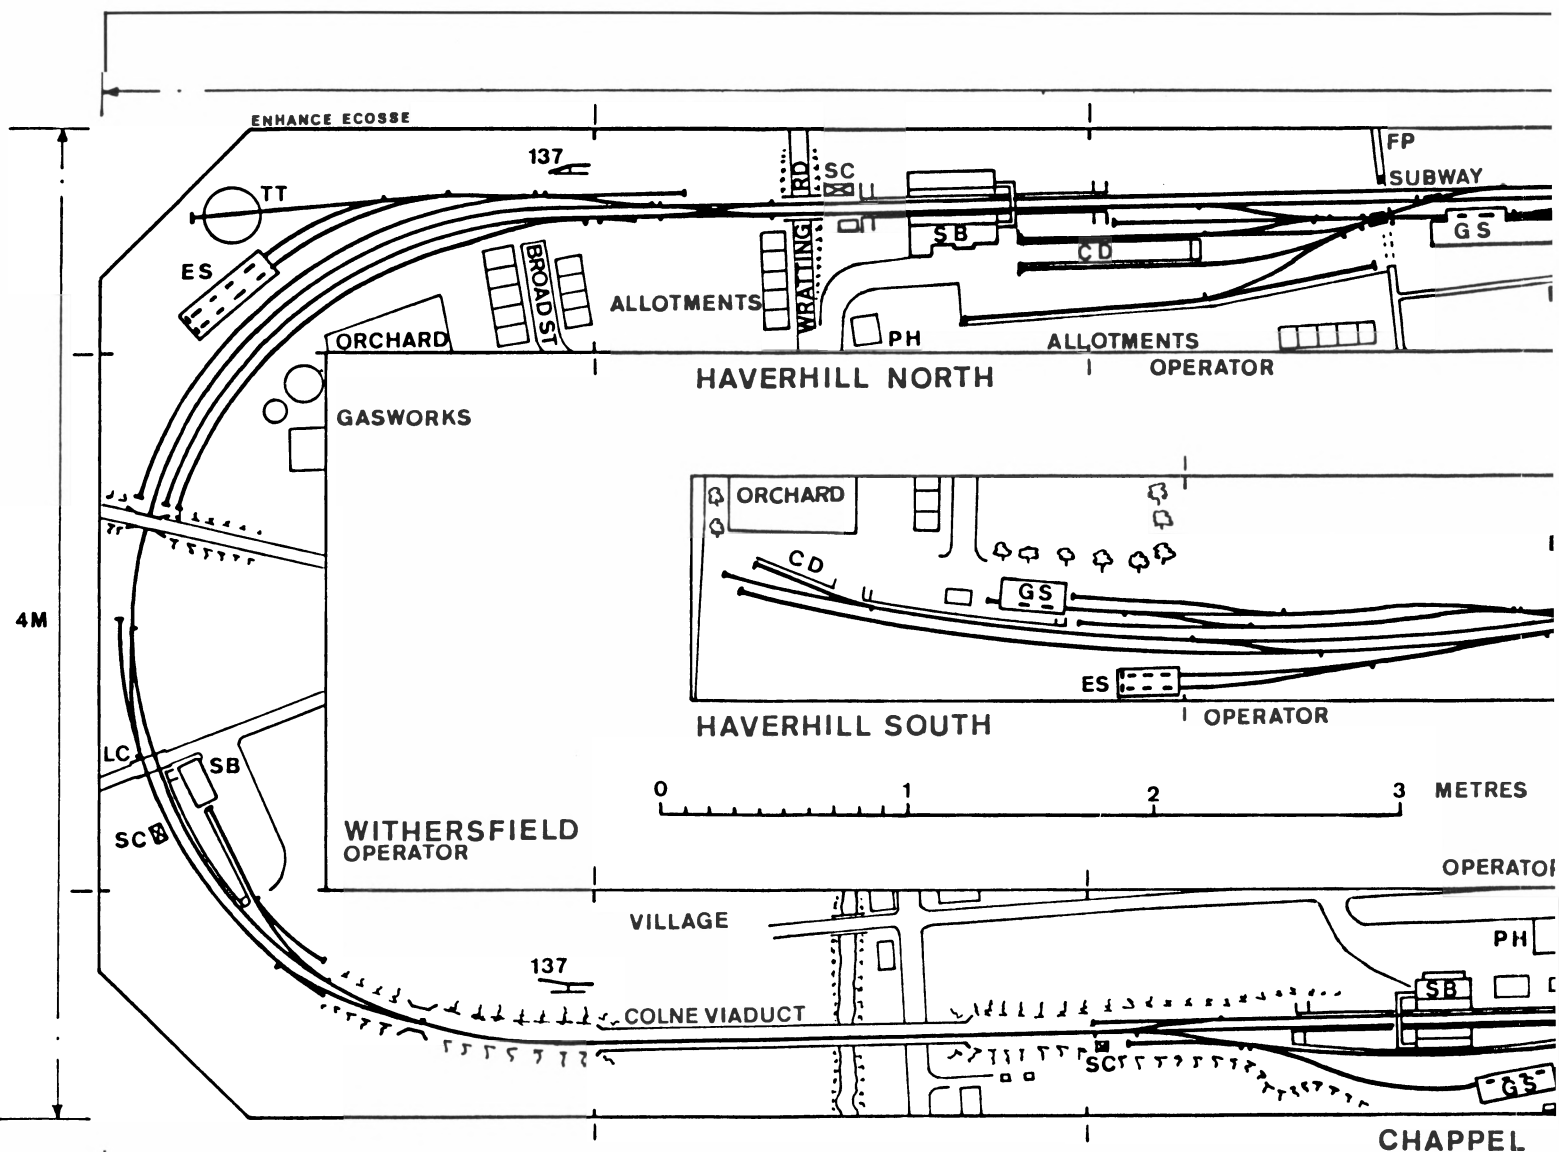 ENHANCE ECOSSE
137
FP
TT
RD
SC
SUBWAY
ES
SB
CD
GS
BROAD ST
ALLOTMENTS
WRATTING
ORCHARD
PH
ALLOTMENTS
HAVERHILL NORTH
OPERATOR
GASWORKS
ORCHARD
CD
GS
4M
ES
HAVERHILL SOUTH
OPERATOR
LC
SB
0 1 2 3 METRES
SC
WITHERSFIELD
OPERATOR
OPERATOR
VILLAGE
PH
137
SB
COLNE VIADUCT
SC
GS
CHAPPEL